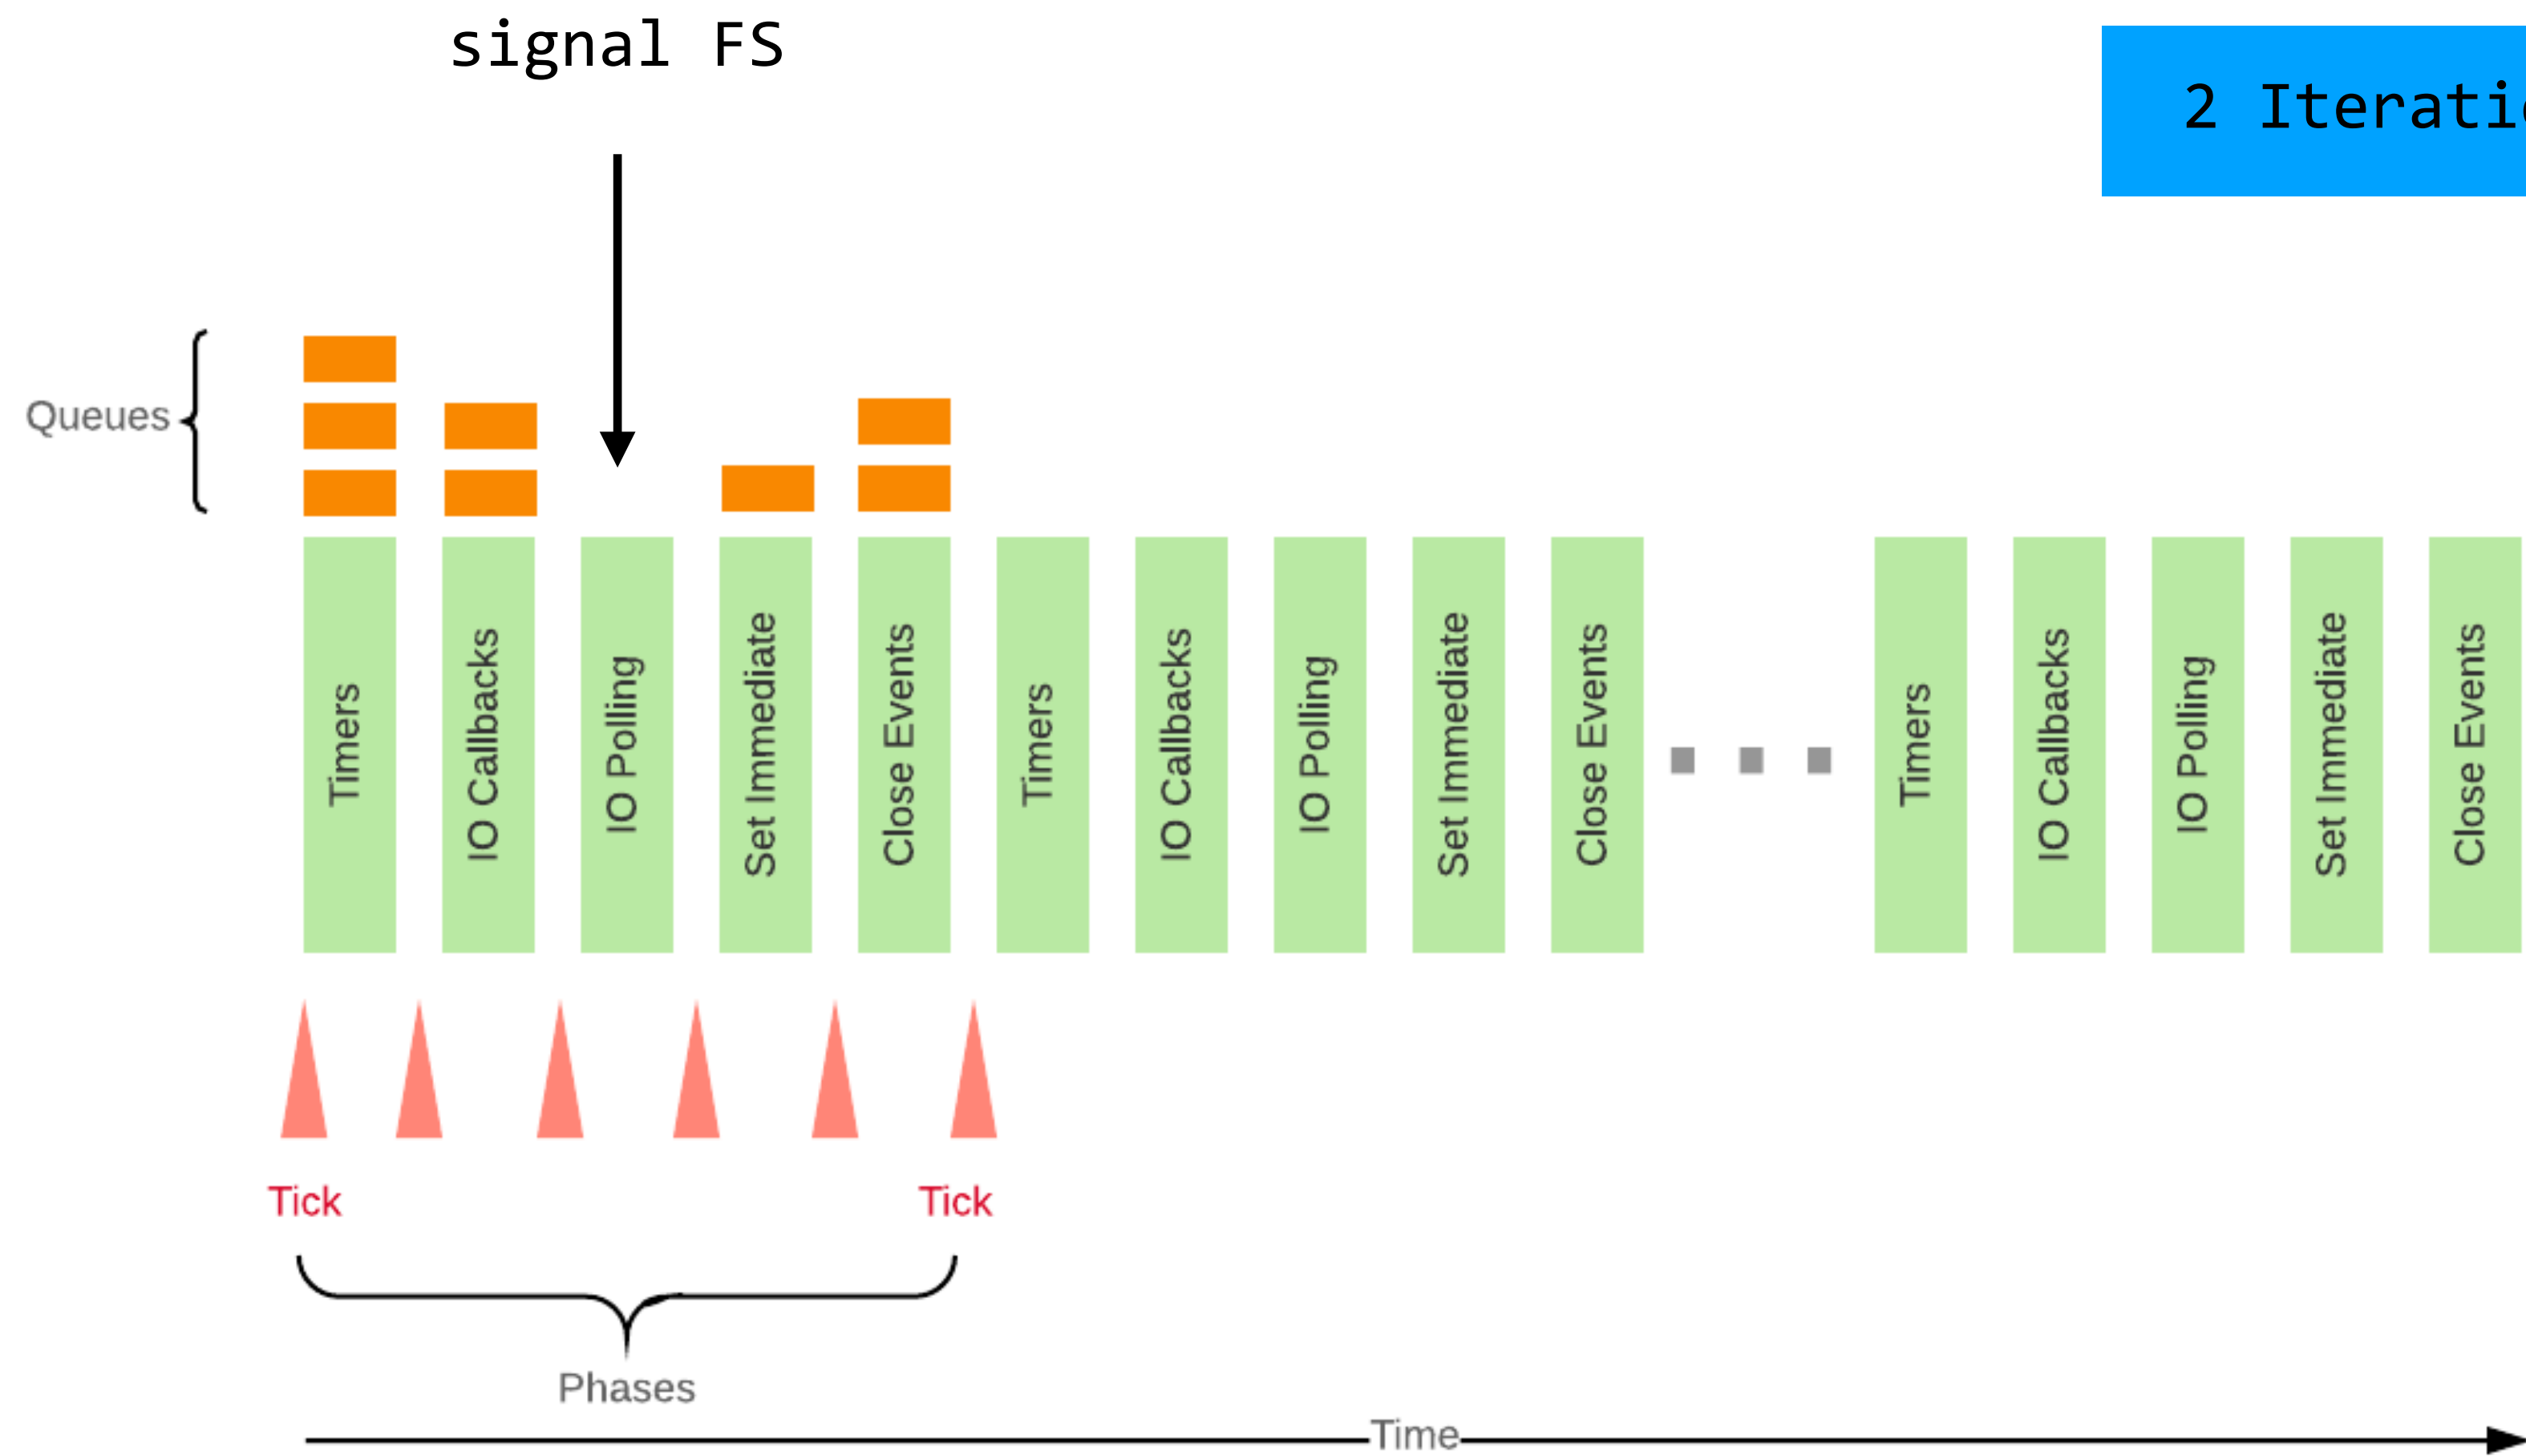 signal FS
2 Iterati
Queues
Timers
IO Callbacks
IO Polling
Set Immediate
Close Events
Timers
IO Callbacks
IO Polling
Set Immediate
Close Events
Timers
IO Callbacks
IO Polling
Set Immediate
Close Events
Tick
Tick
Phases
Time